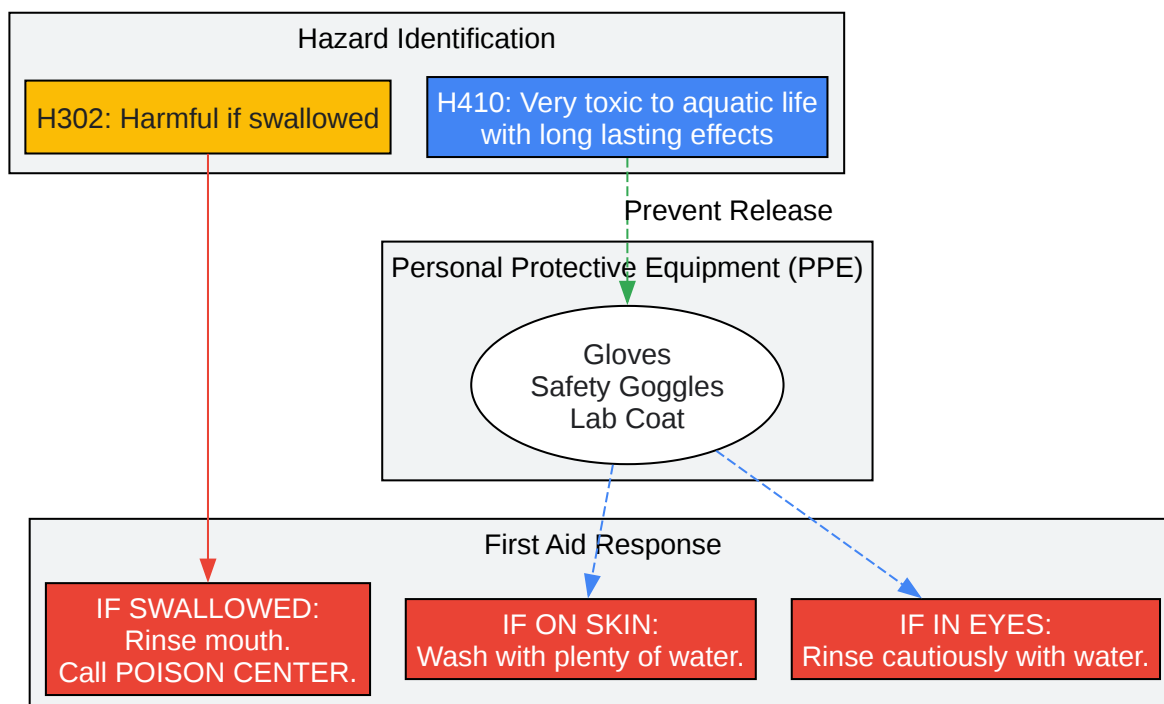 Hazard Identification
H302: Harmful if swallowed
H410: Very toxic to aquatic life
with long lasting effects
Prevent Release
Personal Protective Equipment (PPE)
Gloves
Safety Goggles
Lab Coat
First Aid Response
IF SWALLOWED:
Rinse mouth.
Call POISON CENTER.
IF ON SKIN:
Wash with plenty of water.
IF IN EYES:
Rinse cautiously with water.